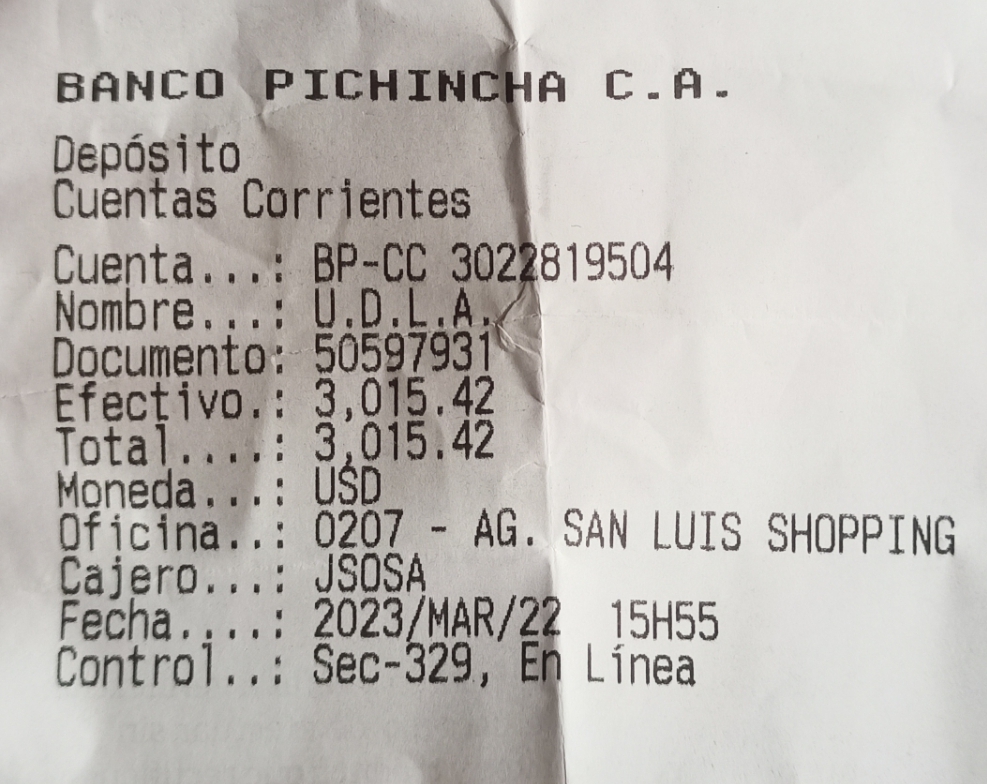 BANCO PICHINCHA C.A.
Depósito
Cuentas Corrientes
Cuenta...: BP-CC 3022819504
Nombre...: U.D.L.A.
Documento: 50597931
Efectivo.: 3,015.42
Total....: 3,015.42
Moneda...: USD
Oficina..: 0207 - AG. SAN LUIS SHOPPING
Cajero...: JSOSA
Fecha....: 2023/MAR/22 15H55
Control..: Sec-329, En Línea